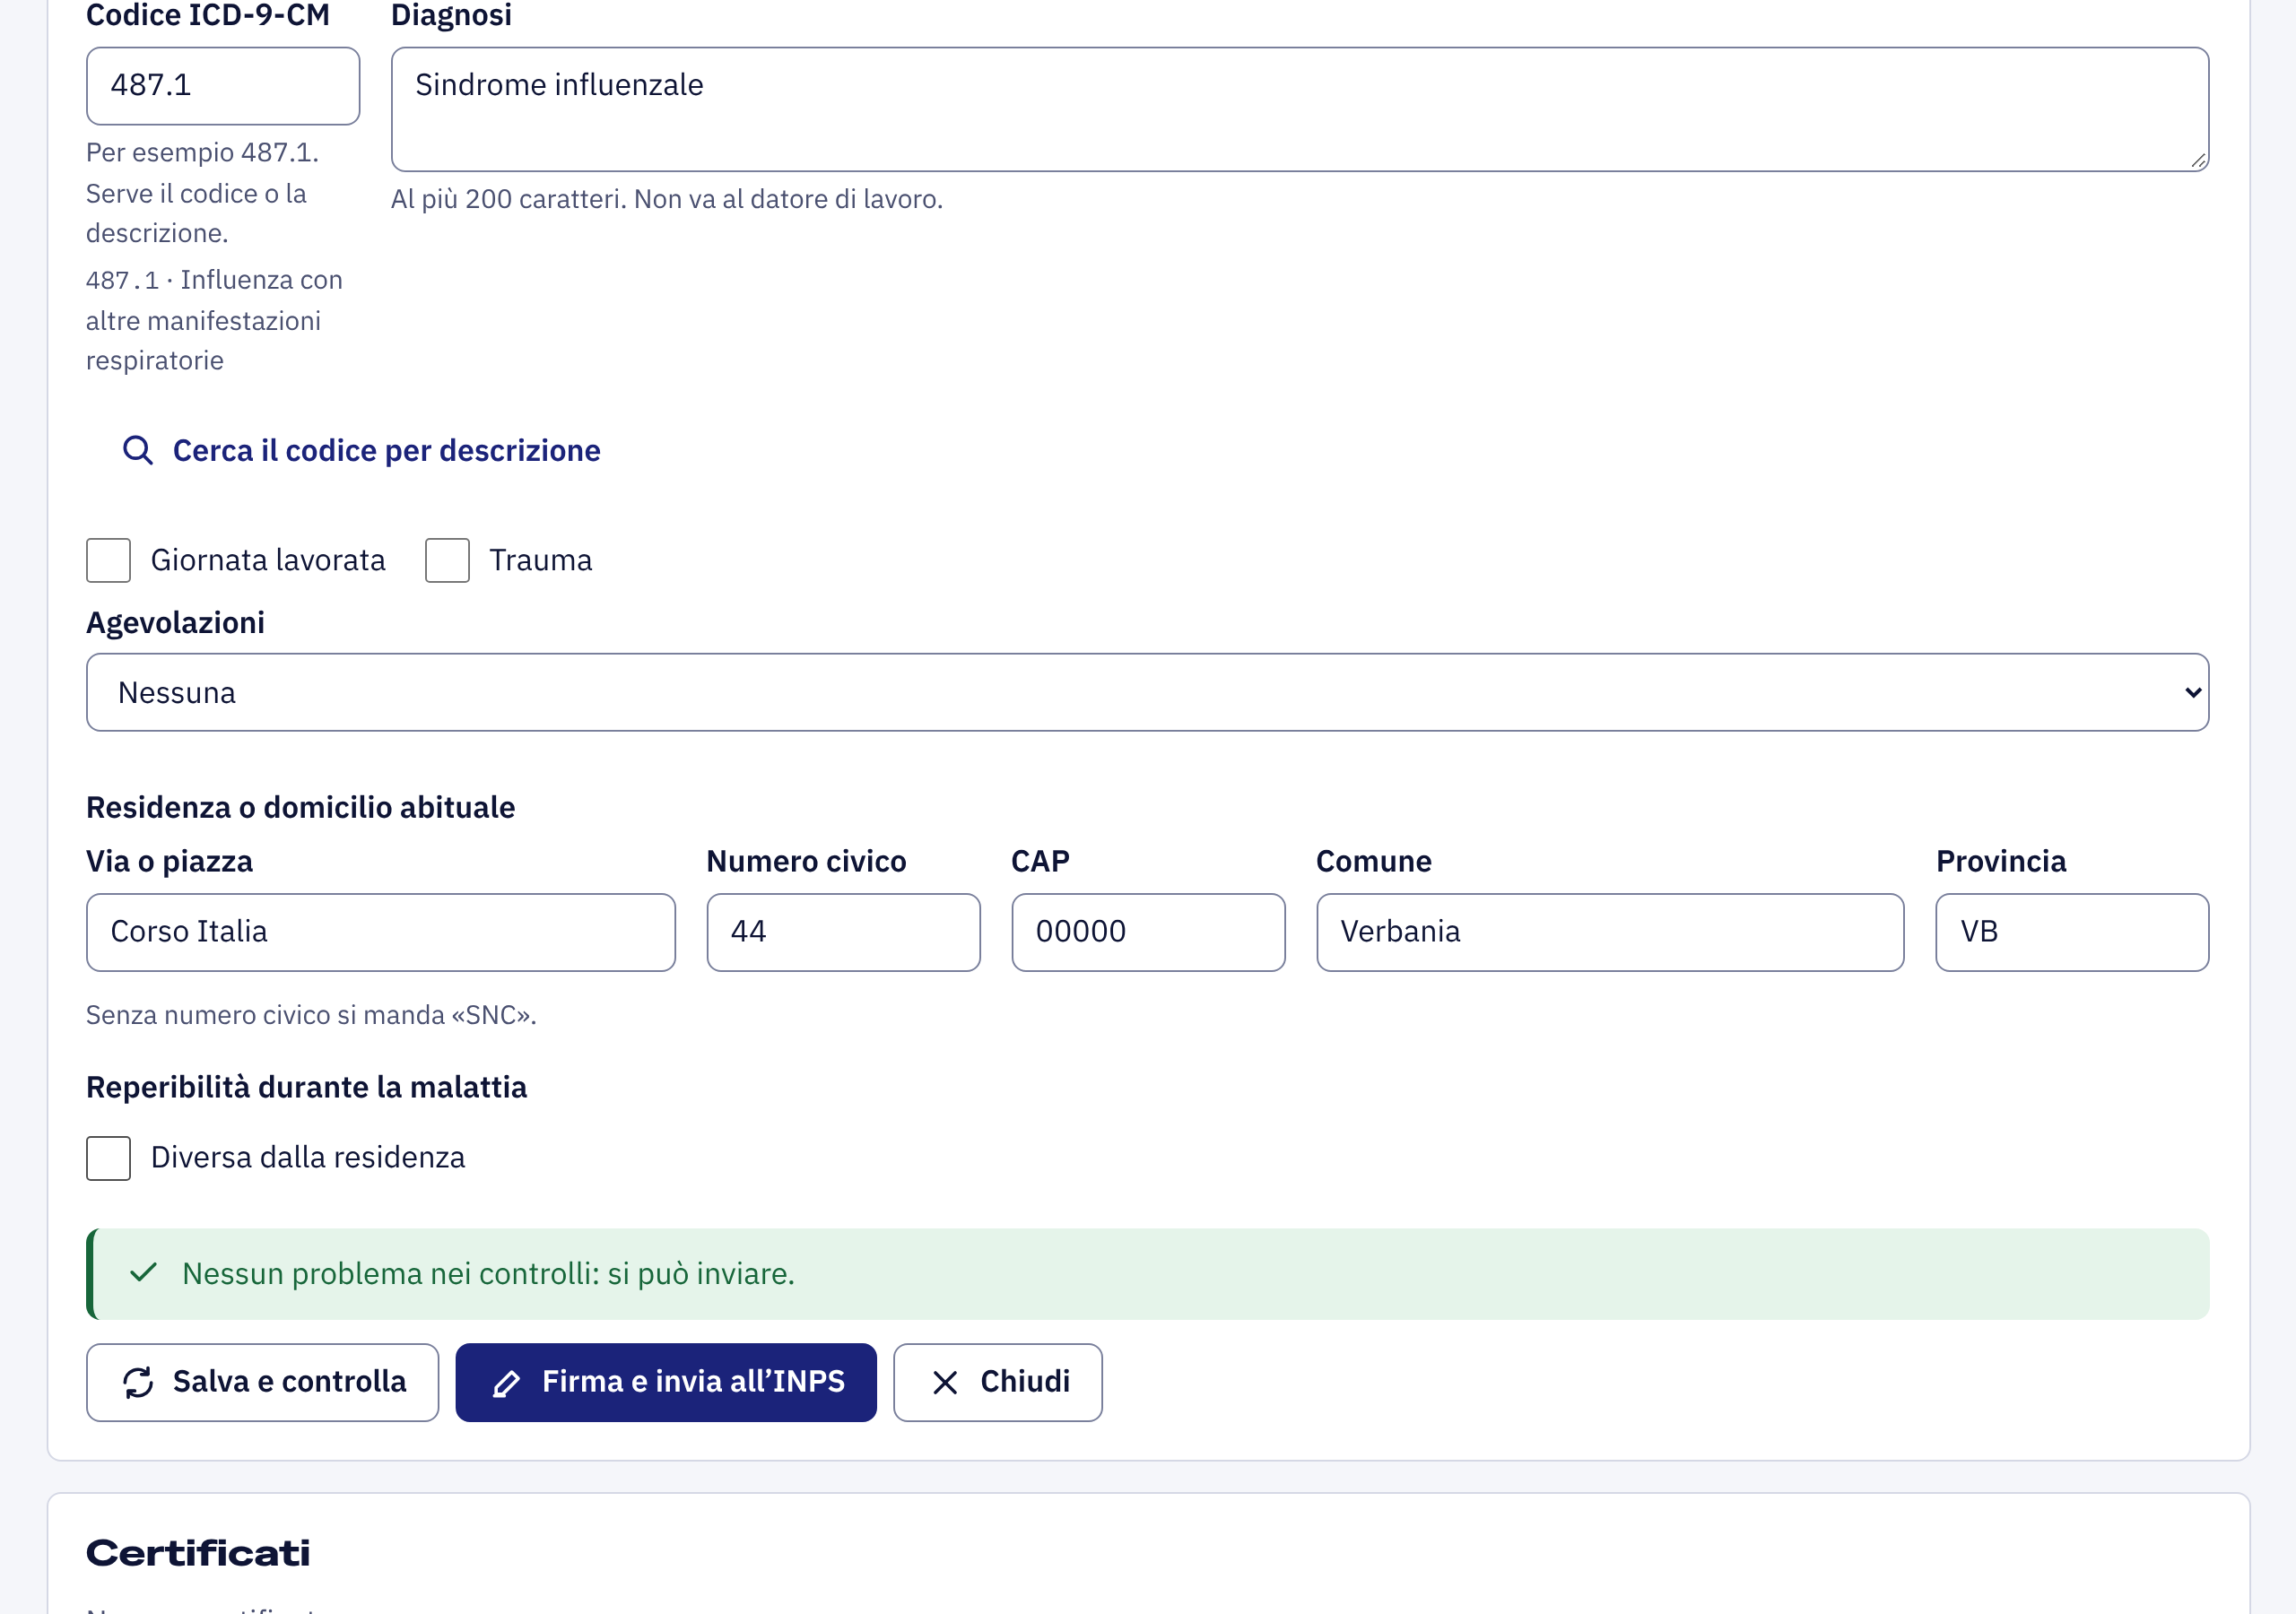 Codice ICD-9-CM
Diagnosi
487.1
Sindrome influenzale
Per esempio 487.1.
Serve il codice o la
descrizione.
Al più 200 caratteri. Non va al datore di lavoro.
487.1 · Influenza con
altre manifestazioni
respiratorie
Cerca il codice per descrizione
Giornata lavorata
Trauma
Agevolazioni
Nessuna
Residenza o domicilio abituale
Via o piazza
Numero civico
CAP
Comune
Provincia
Corso Italia
44
00000
Verbania
VB
Senza numero civico si manda «SNC».
Reperibilità durante la malattia
Diversa dalla residenza
Nessun problema nei controlli: si può inviare.
Salva e controlla
Firma e invia all’INPS
Chiudi
Certificati